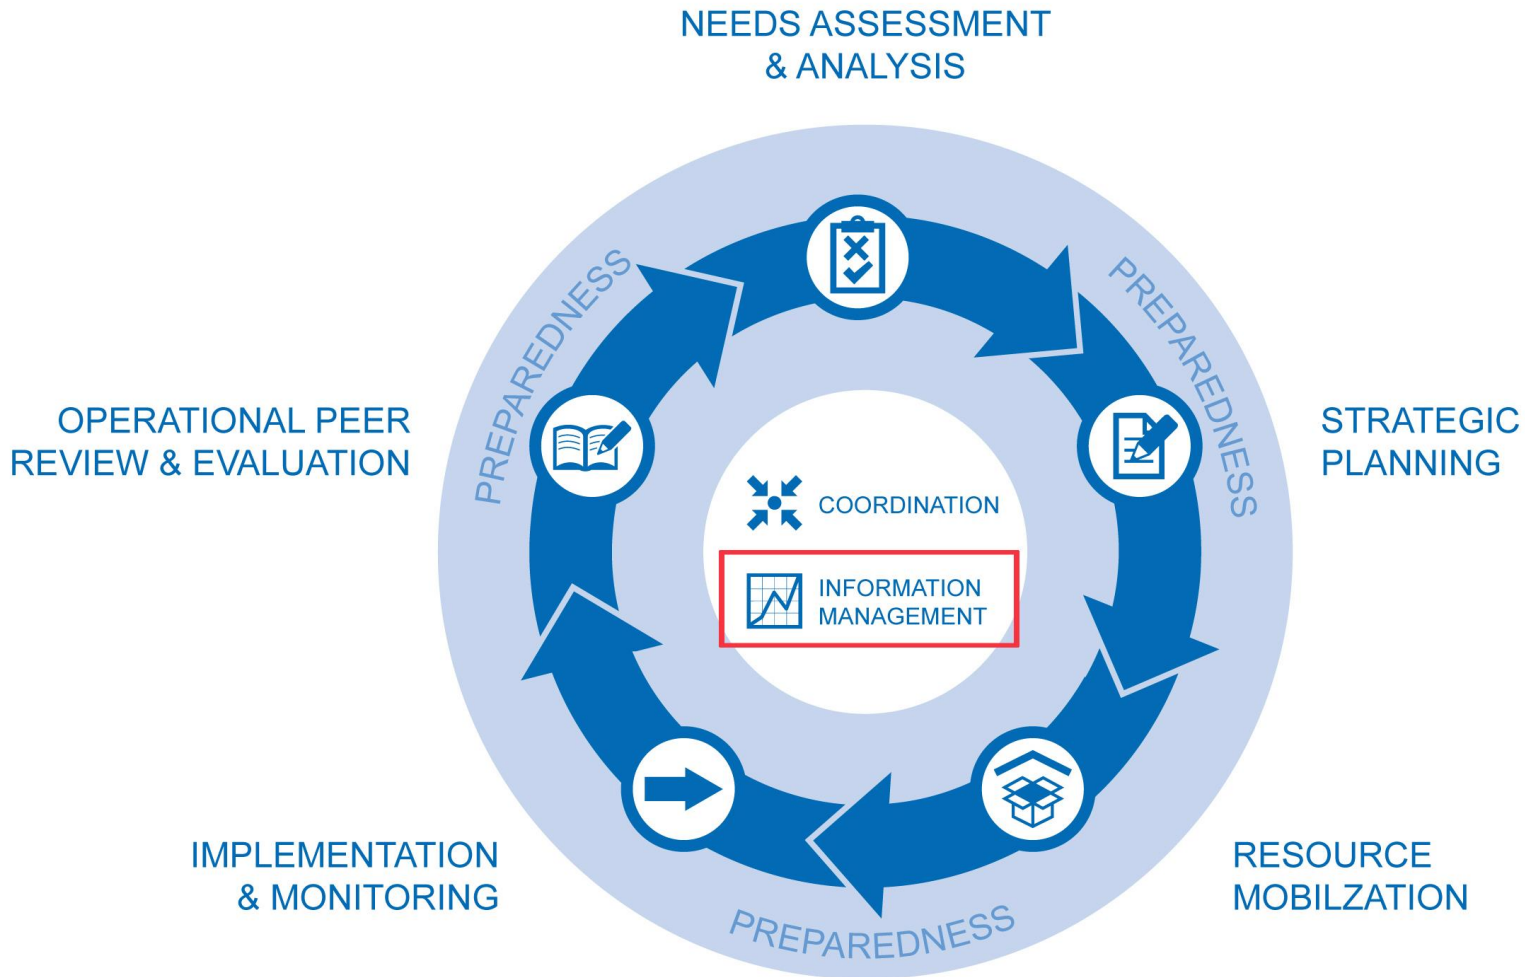 NEEDS ASSESSMENT
& ANALYSIS
PREPAREDNESS
PREPAREDNESS
OPERATIONAL PEER
REVIEW & EVALUATION
STRATEGIC
PLANNING
COORDINATION
INFORMATION
MANAGEMENT
IMPLEMENTATION
& MONITORING
RESOURCE
MOBILZATION
PREPAREDNESS